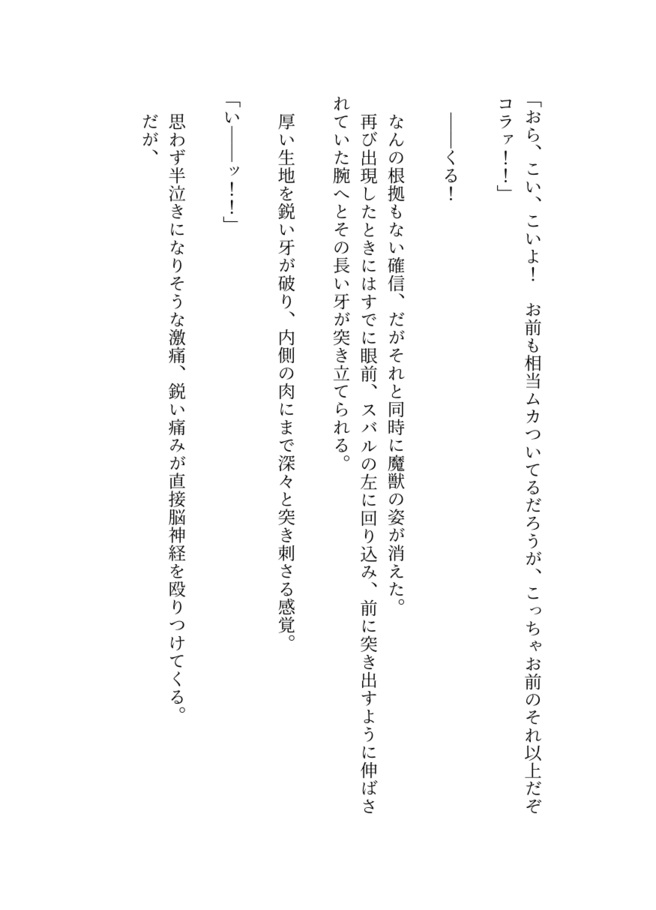 「おら、こい、こいよ！　お前も相当ムカついてるだろうが、こっちゃお前のそれ以上だぞ
コラァ！！」
――くる！
なんの根拠もない確信、だがそれと同時に魔獣の姿が消えた。
再び出現したときにはすでに眼前、スバルの左に回り込み、前に突き出すように伸ばさ
れていた腕へとその長い牙が突き立てられる。
厚い生地を鋭い牙が破り、内側の肉にまで深々と突き刺さる感覚。
「い――ッ！！」
思わず半泣きになりそうな激痛、鋭い痛みが直接脳神経を殴りつけてくる。
だが、